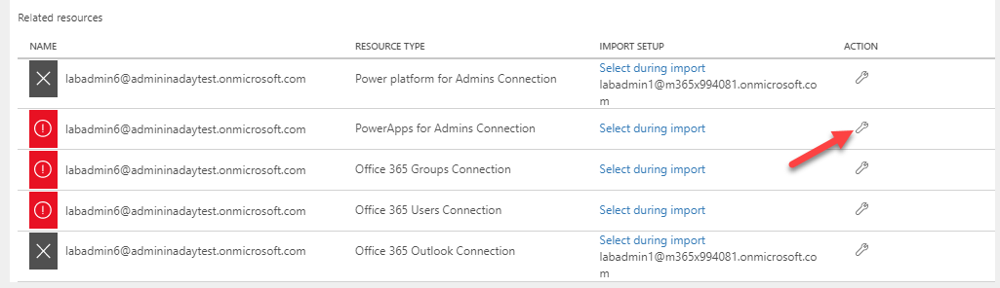 Related resources
NAME RESOURCE TYPE IMPORT SETUP ACTION
labadmin6@admininadaytest.onmicrosoft.com Power platform for Admins Connection Select during import
labadmin1@m365x994081.onmicrosoft.co
m
labadmin6@admininadaytest.onmicrosoft.com PowerApps for Admins Connection Select during import
labadmin6@admininadaytest.onmicrosoft.com Office 365 Groups Connection Select during import
labadmin6@admininadaytest.onmicrosoft.com Office 365 Users Connection Select during import
labadmin6@admininadaytest.onmicrosoft.com Office 365 Outlook Connection Select during import
labadmin1@m365x994081.onmicrosoft.co
m